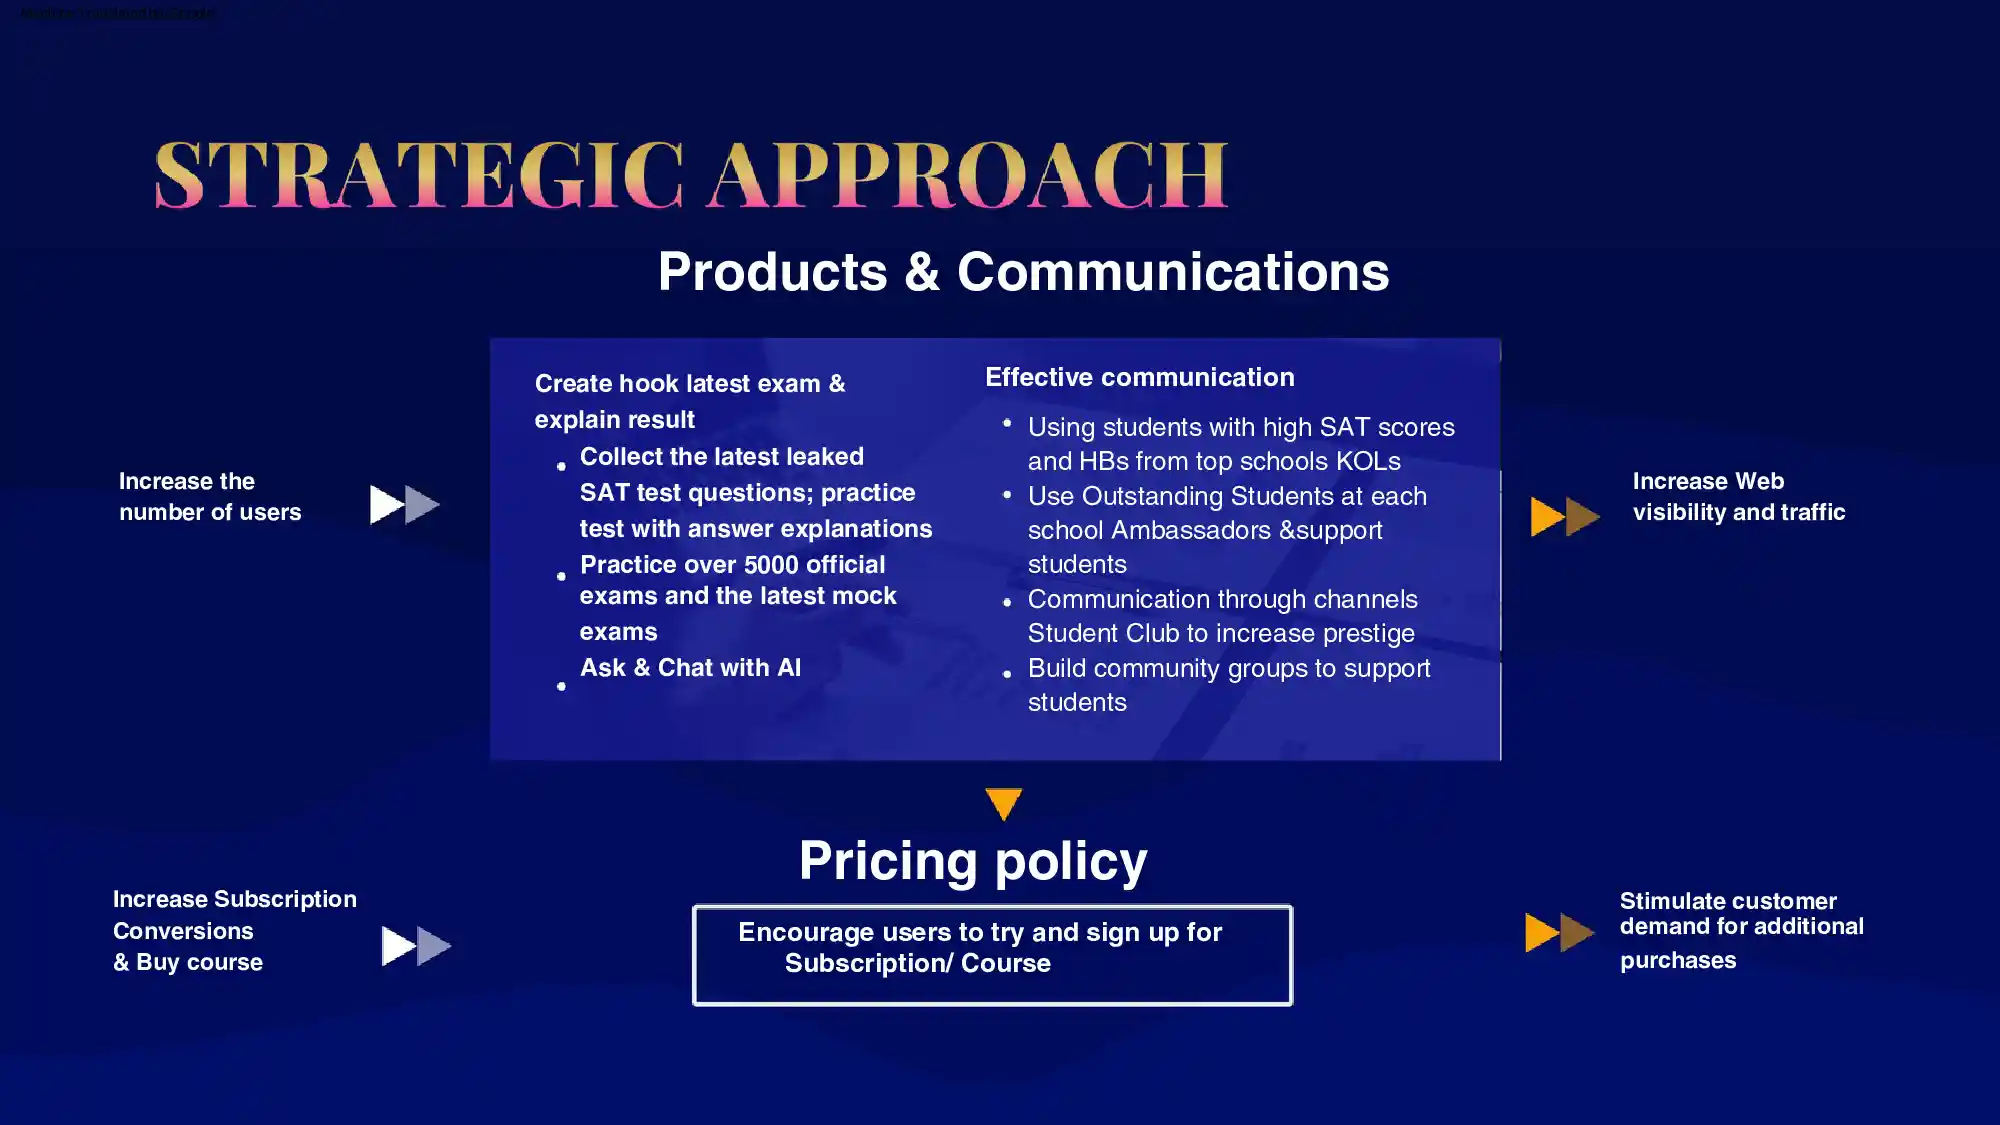 STRATEGIC APPROACH
Products & Communications
Increase the
number of users
Create hook latest exam &
explain result
• Collect the latest leaked
SAT test questions; practice
test with answer explanations
• Practice over 5000 official
exams and the latest mock
exams
• Ask & Chat with AI
Effective communication
• Using students with high SAT scores
and HBs from top schools KOLs
• Use Outstanding Students at each
school Ambassadors &support
students
• Communication through channels
Student Club to increase prestige
• Build community groups to support
students
Increase Web
visibility and traffic
Pricing policy
Increase Subscription
Conversions
& Buy course
Encourage users to try and sign up for
Subscription/ Course
Stimulate customer
demand for additional
purchases